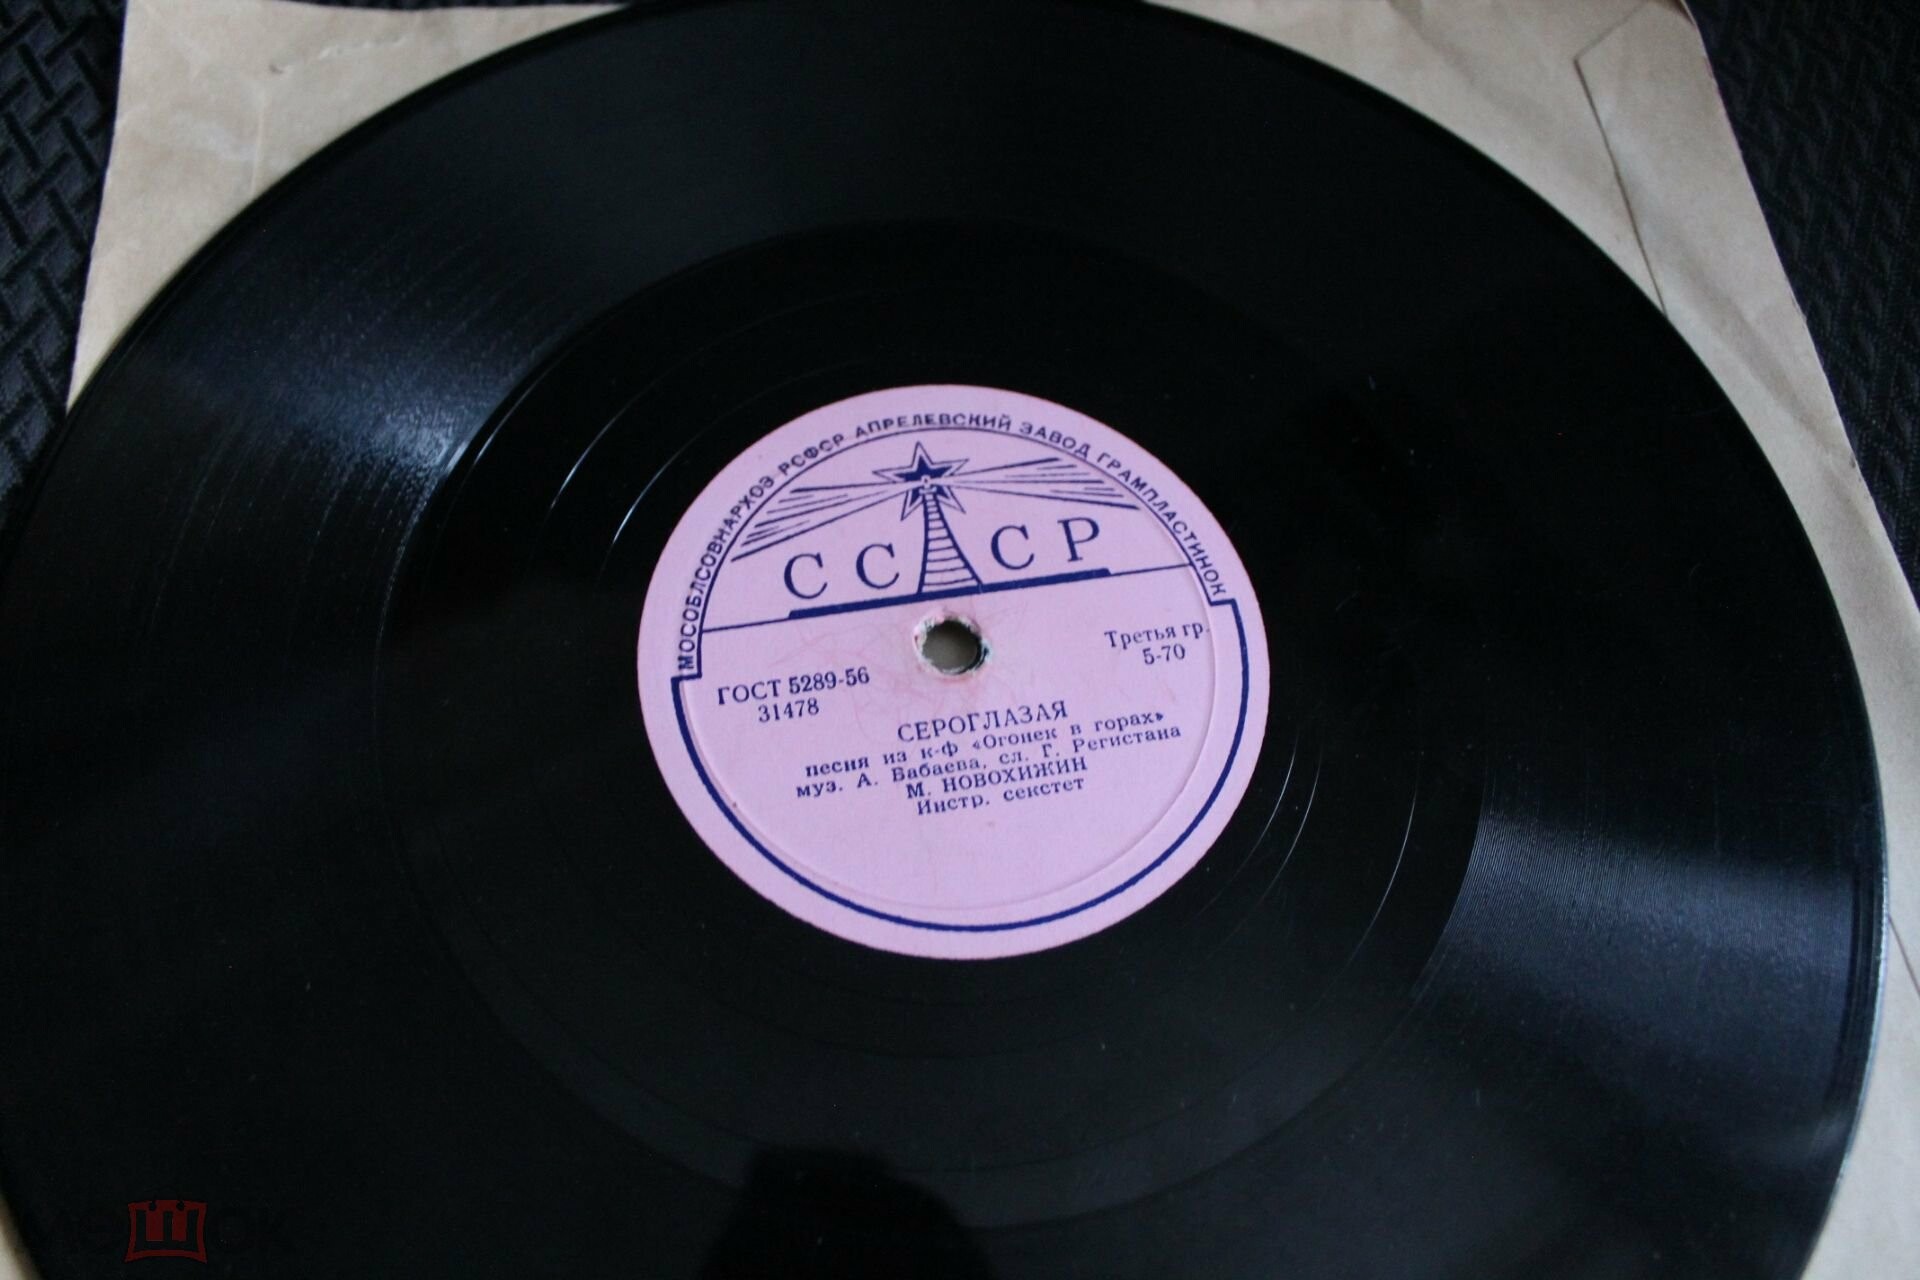 МОСОБЛСОВНАРХОЗ РСФСР АПРЕЛЕВСКИЙ ЗАВОД ГРАМПЛАСТИНОК
СССР
ГОСТ 5289-56
31478
Третья гр.
5-70
СЕРОГЛАЗАЯ
песня из к-ф «Огонек в горах»
муз. А. Бабаева, сл. Г. Регистана
М. НОВОХИЖИН
Инстр. секстет